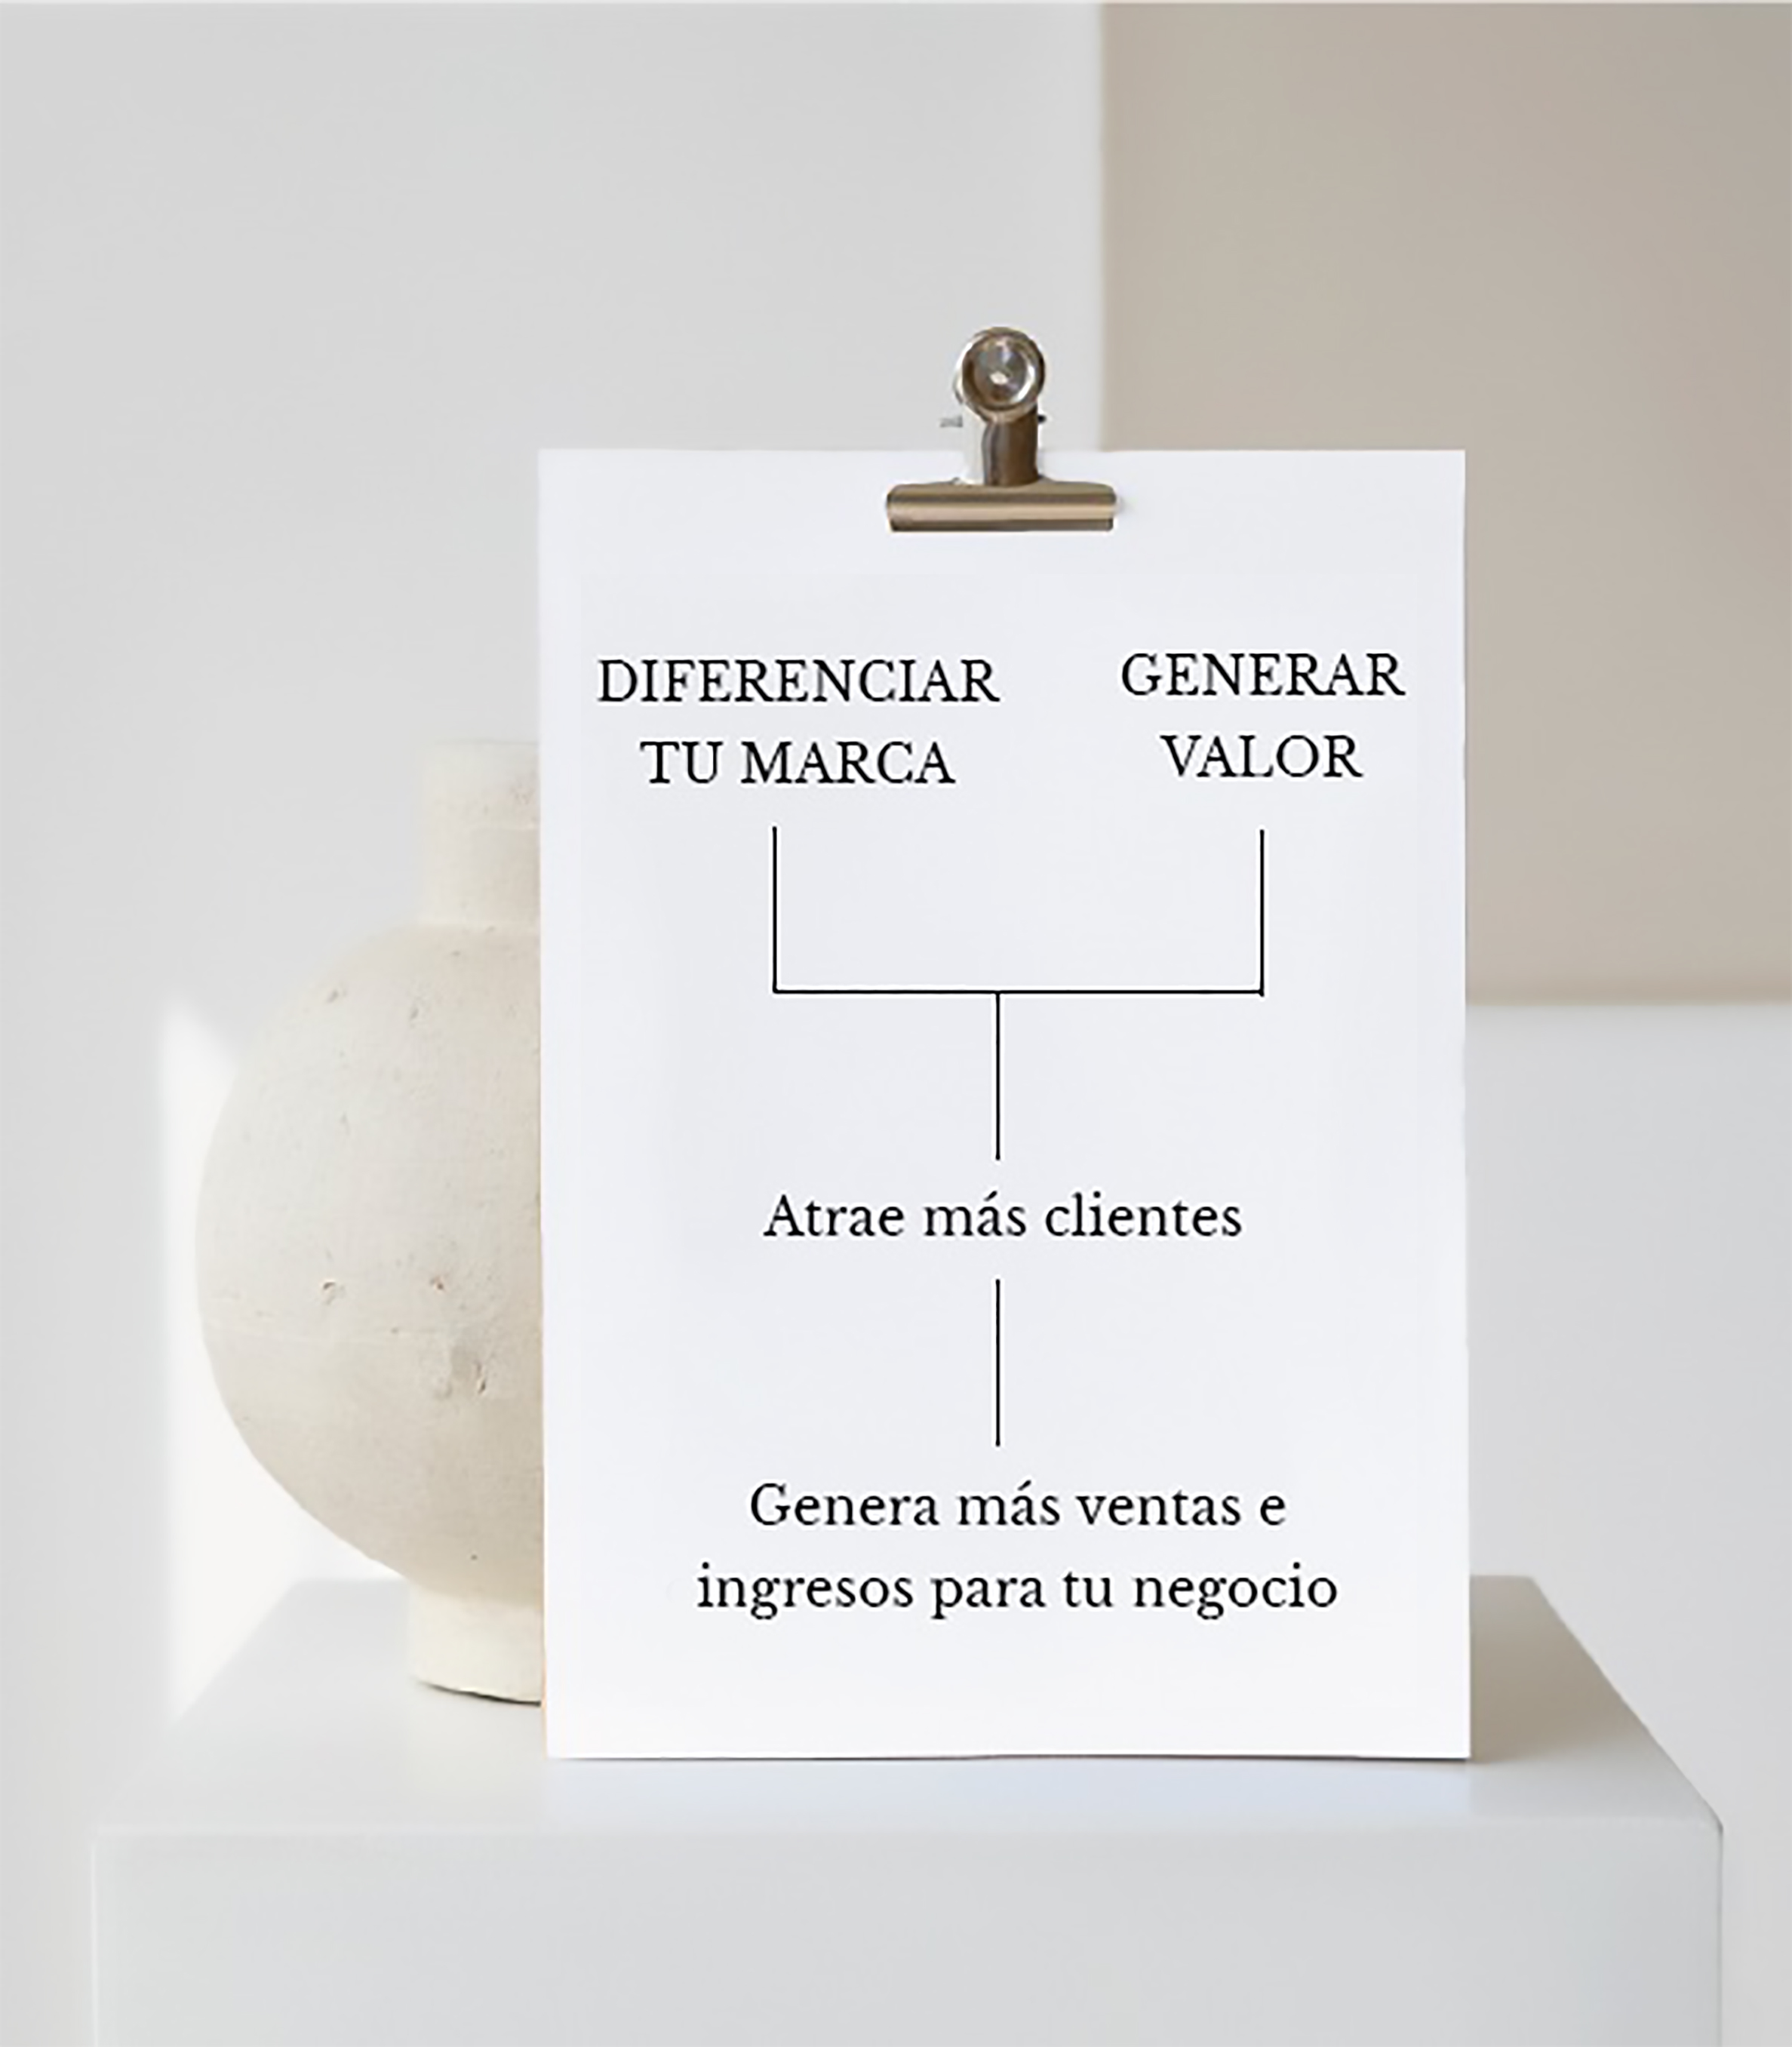 DIFERENCIAR
TU MARCA
GENERAR
VALOR
Atrae más clientes
Genera más ventas e
ingresos para tu negocio